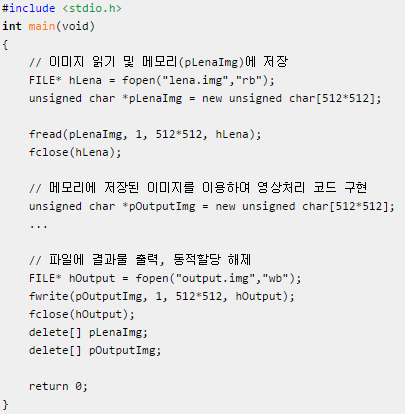 #include <stdio.h>
int main(void)
{
// 이미지 읽기 및 메모리(pLenaImg)에 저장
FILE* hLena = fopen("lena.img","rb");
unsigned char *pLenaImg = new unsigned char[512*512];
fread(pLenaImg, 1, 512*512, hLena);
fclose(hLena);
// 메모리에 저장된 이미지를 이용하여 영상처리 코드 구현
unsigned char *pOutputImg = new unsigned char[512*512];
...
// 파일에 결과물 출력, 동적할당 해제
FILE* hOutput = fopen("output.img","wb");
fwrite(pOutputImg, 1, 512*512, hOutput);
fclose(hOutput);
delete[] pLenaImg;
delete[] pOutputImg;
return 0;
}